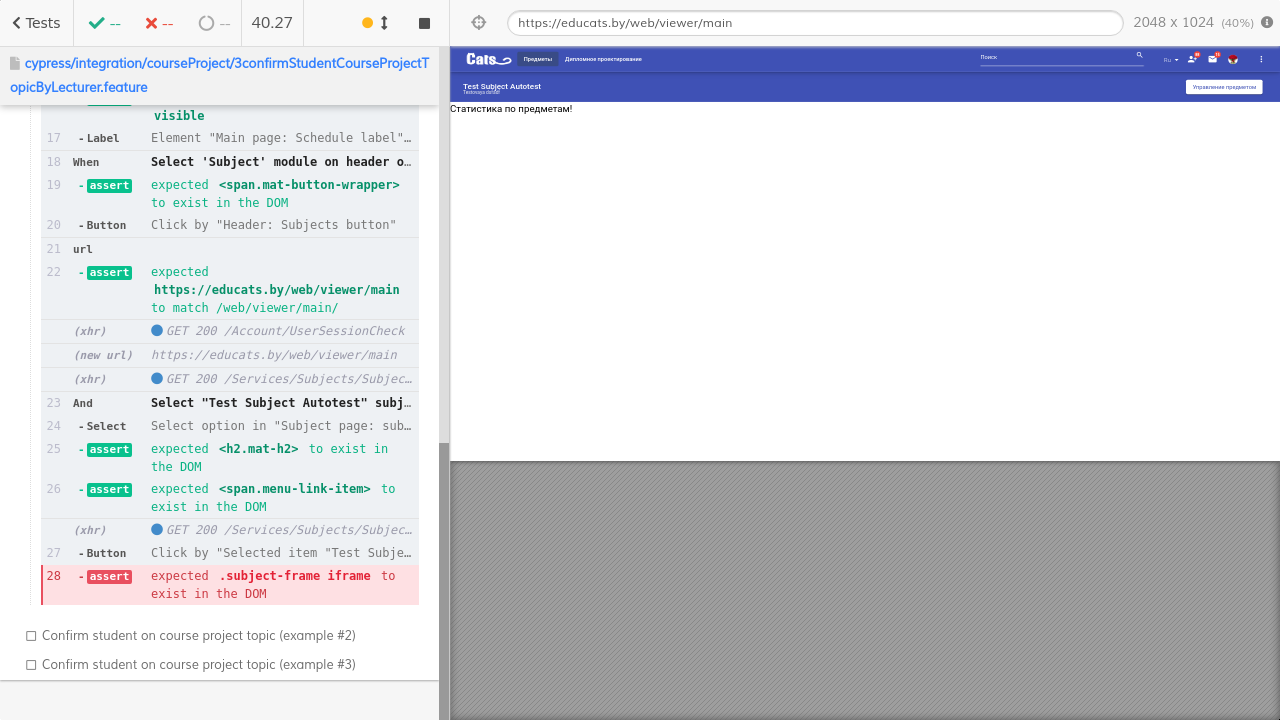 Tests
--
--
--
40.27
https://educats.by/web/viewer/main
2048 x 1024 (40%)
cypress/integration/courseProject/3confirmStudentCourseProjectT
opicByLecturer.feature
visible
17 -Label Element "Main page: Schedule label"…
18 When Select 'Subject' module on header o…
19 -assert expected <span.mat-button-wrapper>
to exist in the DOM
20 -Button Click by "Header: Subjects button"
21 url
22 -assert expected
https://educats.by/web/viewer/main
to match /web/viewer/main/
(xhr) GET 200 /Account/UserSessionCheck
(new url) https://educats.by/web/viewer/main
(xhr) GET 200 /Services/Subjects/Subjec…
23 And Select "Test Subject Autotest" subj…
24 -Select Select option in "Subject page: sub…
25 -assert expected <h2.mat-h2> to exist in
the DOM
26 -assert expected <span.menu-link-item> to
exist in the DOM
(xhr) GET 200 /Services/Subjects/Subjec…
27 -Button Click by "Selected item "Test Subje…
28 -assert expected .subject-frame iframe to
exist in the DOM
Confirm student on course project topic (example #2)
Confirm student on course project topic (example #3)
Cats Предметы Дипломное проектирование Поиск Ru
Test Subject Autotest
Управление предметом
Статистика по предметам!